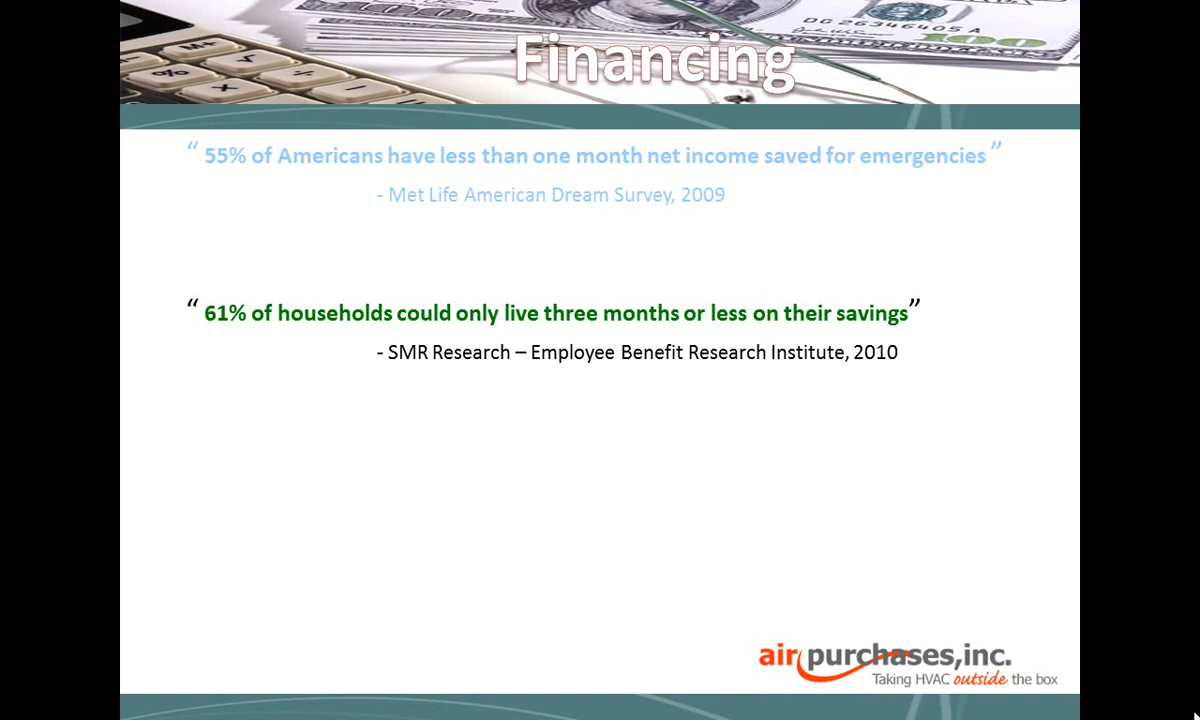 Financing
“ 55% of Americans have less than one month net income saved for emergencies ”
- Met Life American Dream Survey, 2009
“ 61% of households could only live three months or less on their savings”
- SMR Research – Employee Benefit Research Institute, 2010
air purchases,inc.
Taking HVAC outside the box
M+
√
%
÷
×
−
100